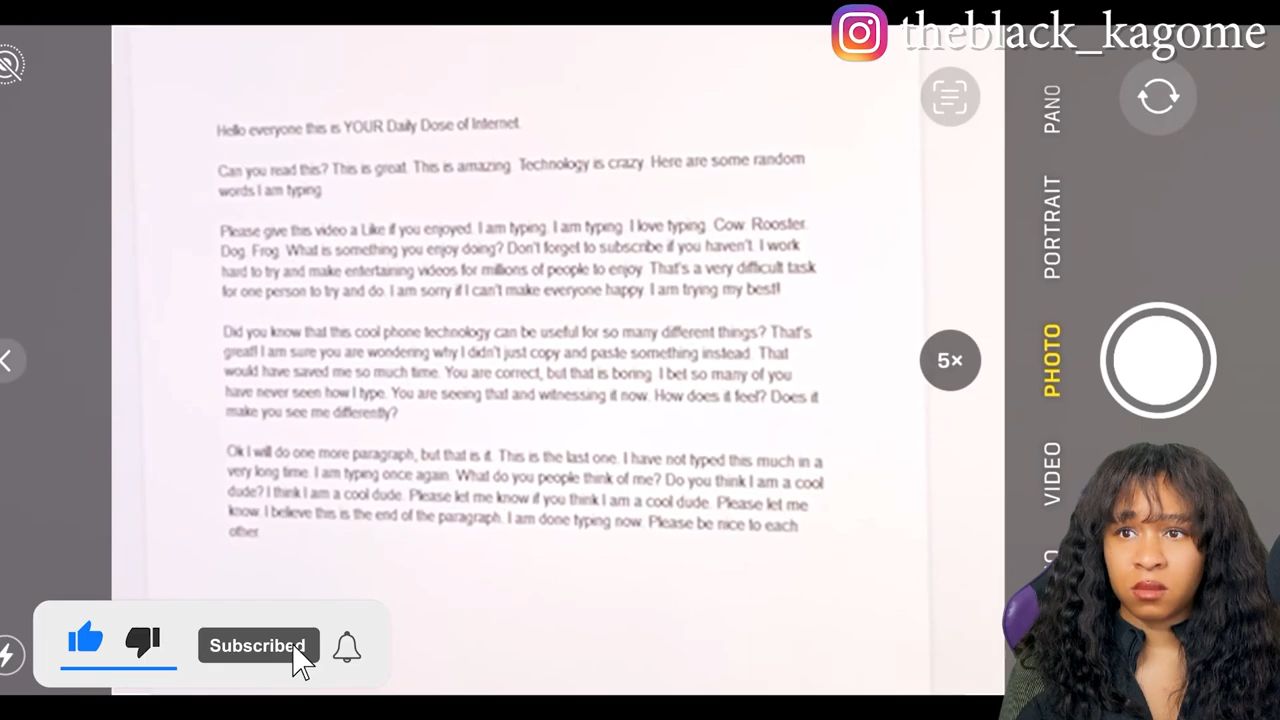 theblack_kagome
Hello everyone this is YOUR Daily Dose of Internet.
Can you read this? This is great. This is amazing. Technology is crazy. Here are some random
words I am typing
Please give this video a Like if you enjoyed. I am typing. I am typing. I love typing. Cow. Rooster.
Dog. Frog. What is something you enjoy doing? Don't forget to subscribe if you haven't. I work
hard to try and make entertaining videos for millions of people to enjoy. That's a very difficult task
for one person to try and do. I am sorry if I can't make everyone happy. I am trying my best!
Did you know that this cool phone technology can be useful for so many different things? That's
great! I am sure you are wondering why I didn't just copy and paste something instead. That
would have saved me so much time. You are correct, but that is boring. I bet so many of you
have never seen how I type. You are seeing that and witnessing it now. How does it feel? Does it
make you see me differently?
Ok I will do one more paragraph, but that is it. This is the last one. I have not typed this much in a
very long time. I am typing once again. What do you people think of me? Do you think I am a cool
dude? I think I am a cool dude. Please let me know if you think I am a cool dude. Please let me
know. I believe this is the end of the paragraph. I am done typing now. Please be nice to each
other
PANO
PORTRAIT
PHOTO
VIDEO
5×
Subscribed